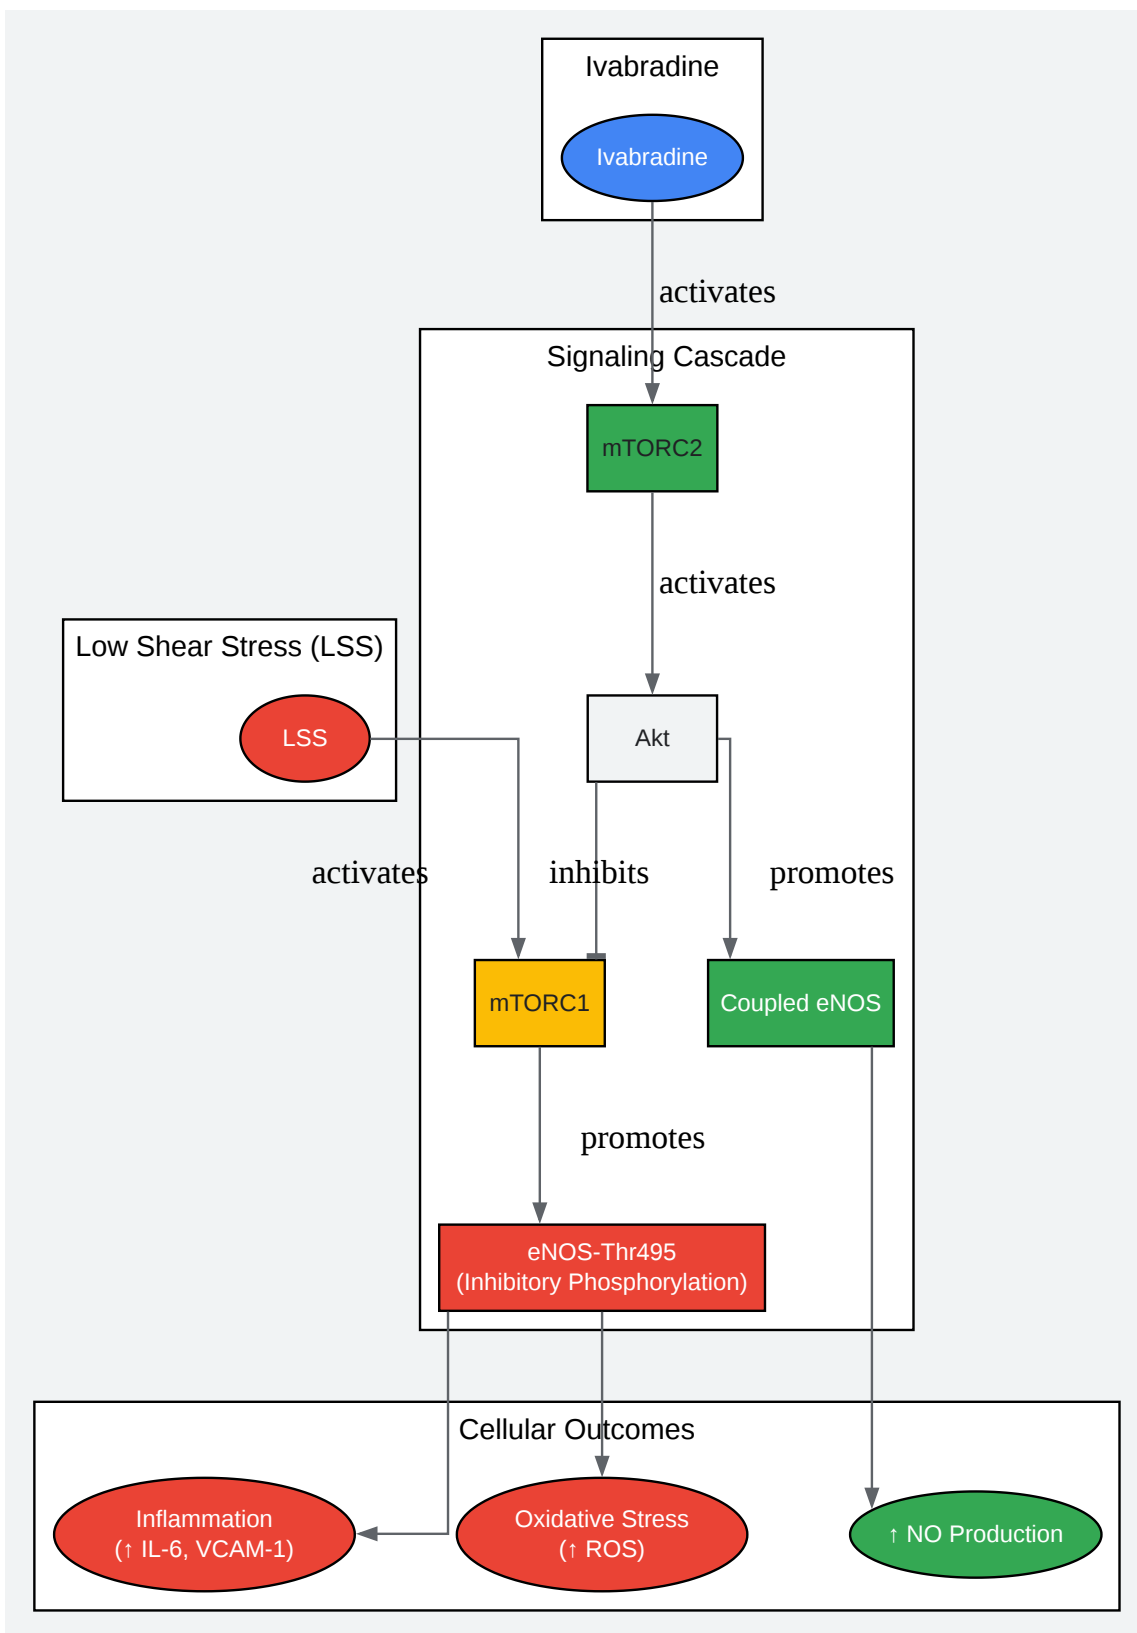 Ivabradine
Ivabradine
activates
Signaling Cascade
mTORC2
activates
Low Shear Stress (LSS)
LSS
Akt
activates
inhibits
promotes
mTORC1
Coupled eNOS
promotes
eNOS-Thr495
(Inhibitory Phosphorylation)
Cellular Outcomes
Inflammation
(↑ IL-6, VCAM-1)
Oxidative Stress
(↑ ROS)
↑ NO Production